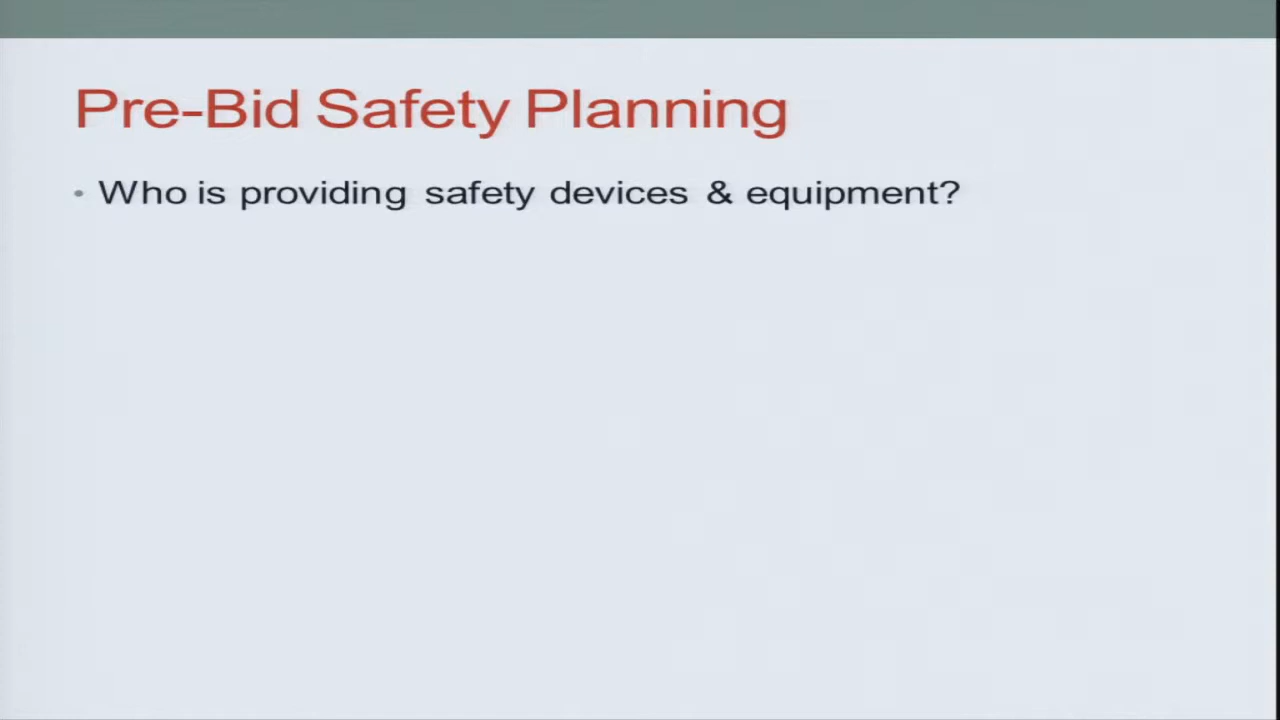 Pre-Bid Safety Planning
• Who is providing safety devices & equipment?